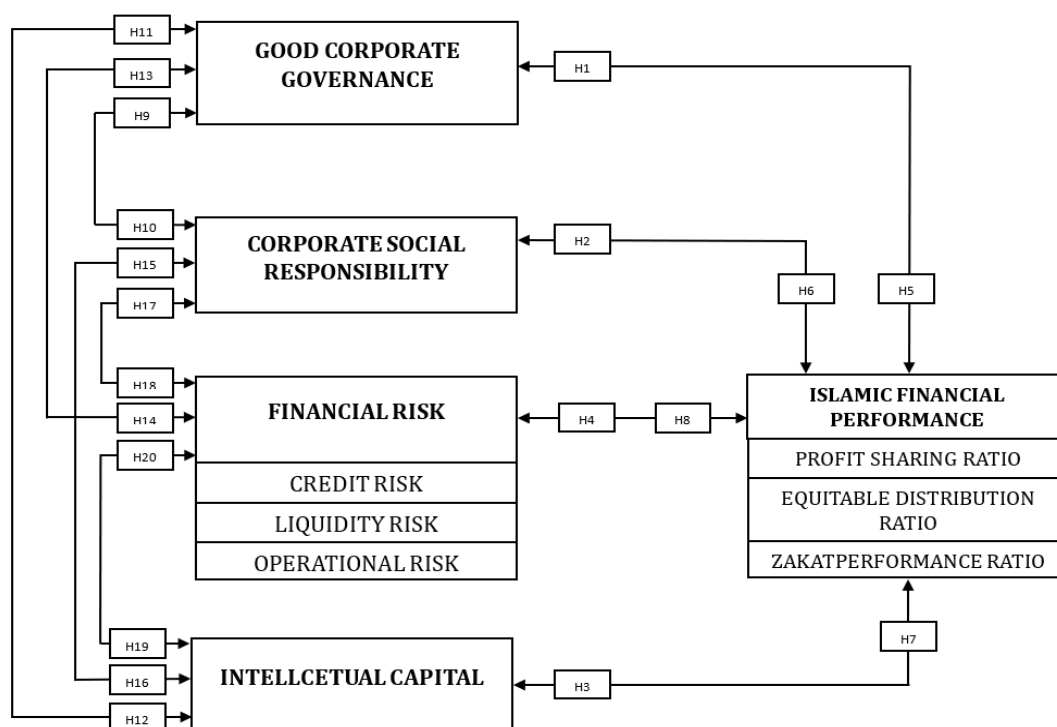 H11
GOOD CORPORATE
GOVERNANCE
H13
H1
H9
H10
CORPORATE SOCIAL
RESPONSIBILITY
H2
H15
H17
H6
H5
H18
FINANCIAL RISK
H14
H4
H8
H20
CREDIT RISK
LIQUIDITY RISK
OPERATIONAL RISK
ISLAMIC FINANCIAL
PERFORMANCE
PROFIT SHARING RATIO
EQUITABLE DISTRIBUTION
RATIO
ZAKATPERFORMANCE RATIO
H7
H19
INTELLCETUAL CAPITAL
H16
H3
H12